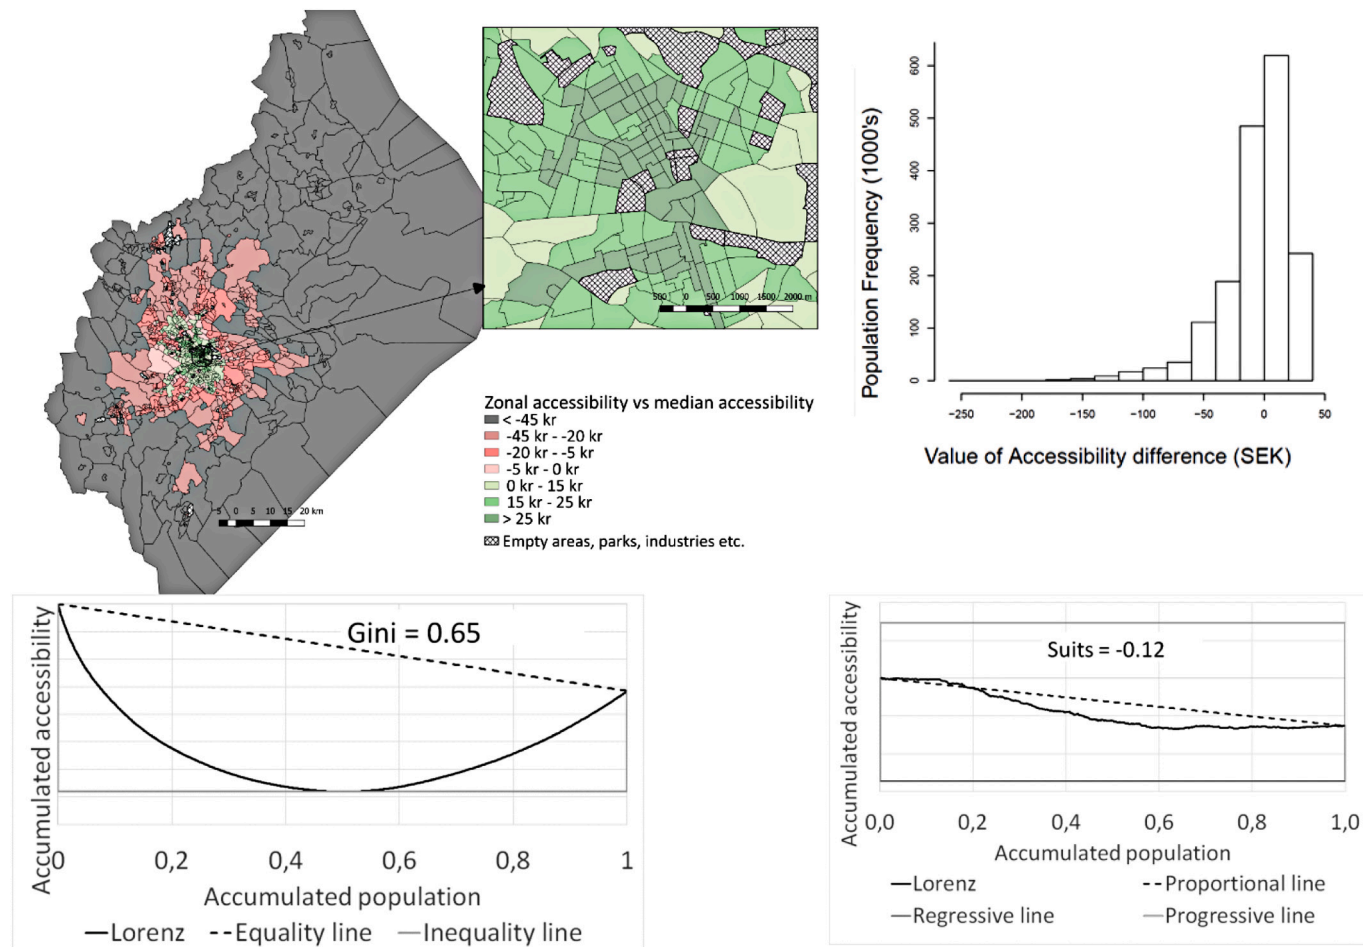 5 0 5 10 15 20 km
500 0 500 1000 1500 2000 m
Zonal accessibility vs median accessibility
< -45 kr
-45 kr - -20 kr
-20 kr - -5 kr
-5 kr - 0 kr
0 kr - 15 kr
15 kr - 25 kr
> 25 kr
Empty areas, parks, industries etc.
Population Frequency (1000's)
600
500
400
300
200
100
0
−250 −200 −150 −100 −50 0 50
Value of Accessibility difference (SEK)
Accumulated accessibility
Gini = 0.65
0 0,2 0,4 0,6 0,8 1
Accumulated population
Lorenz Equality line Inequality line
Accumulated accessibility
Suits = -0.12
0,0 0,2 0,4 0,6 0,8 1,0
Accumulated population
Lorenz Proportional line
Regressive line Progressive line